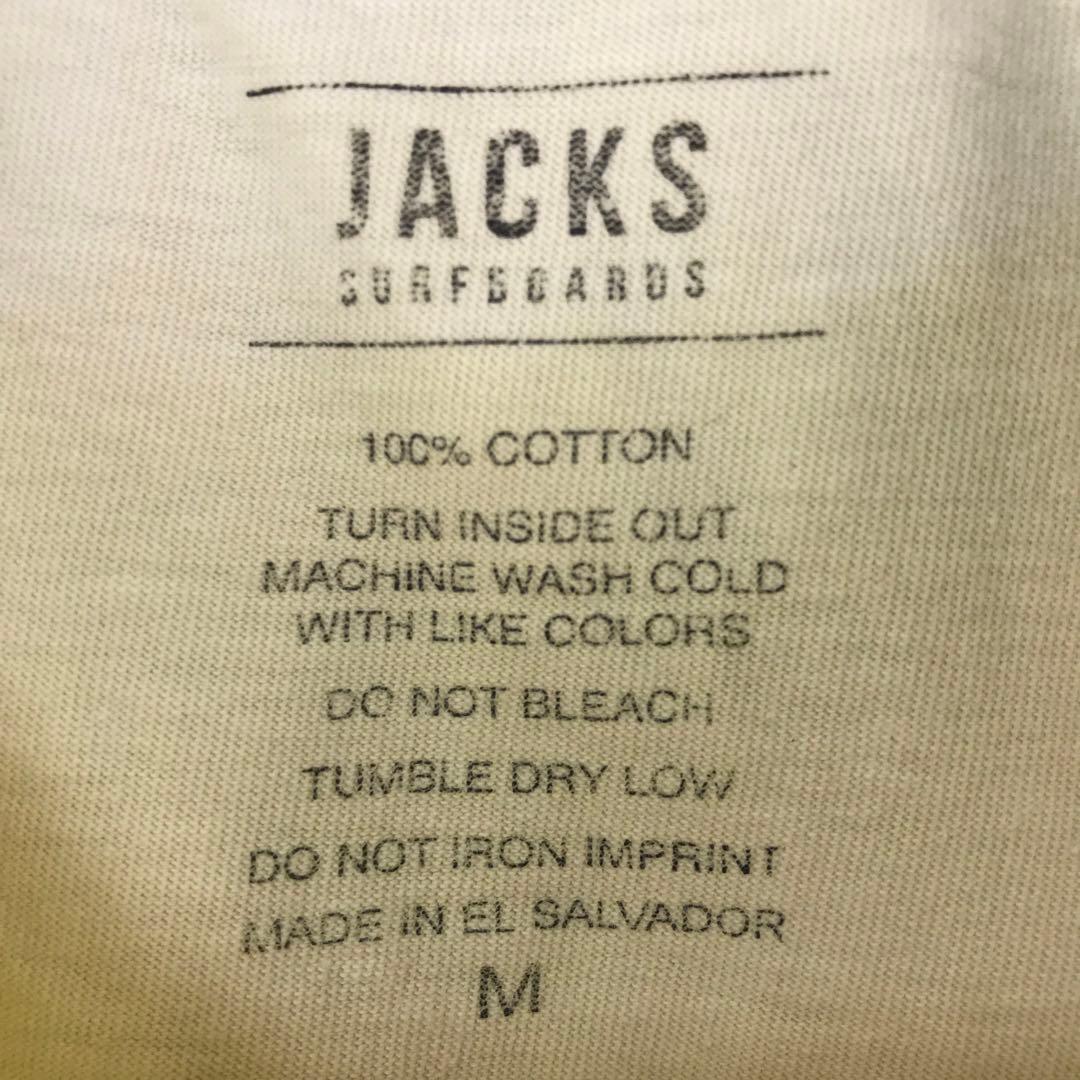 JACKS
SURFBOARDS
100% COTTON
TURN INSIDE OUT
MACHINE WASH COLD
WITH LIKE COLORS
DO NOT BLEACH
TUMBLE DRY LOW
DO NOT IRON IMPRINT
MADE IN EL SALVADOR
M